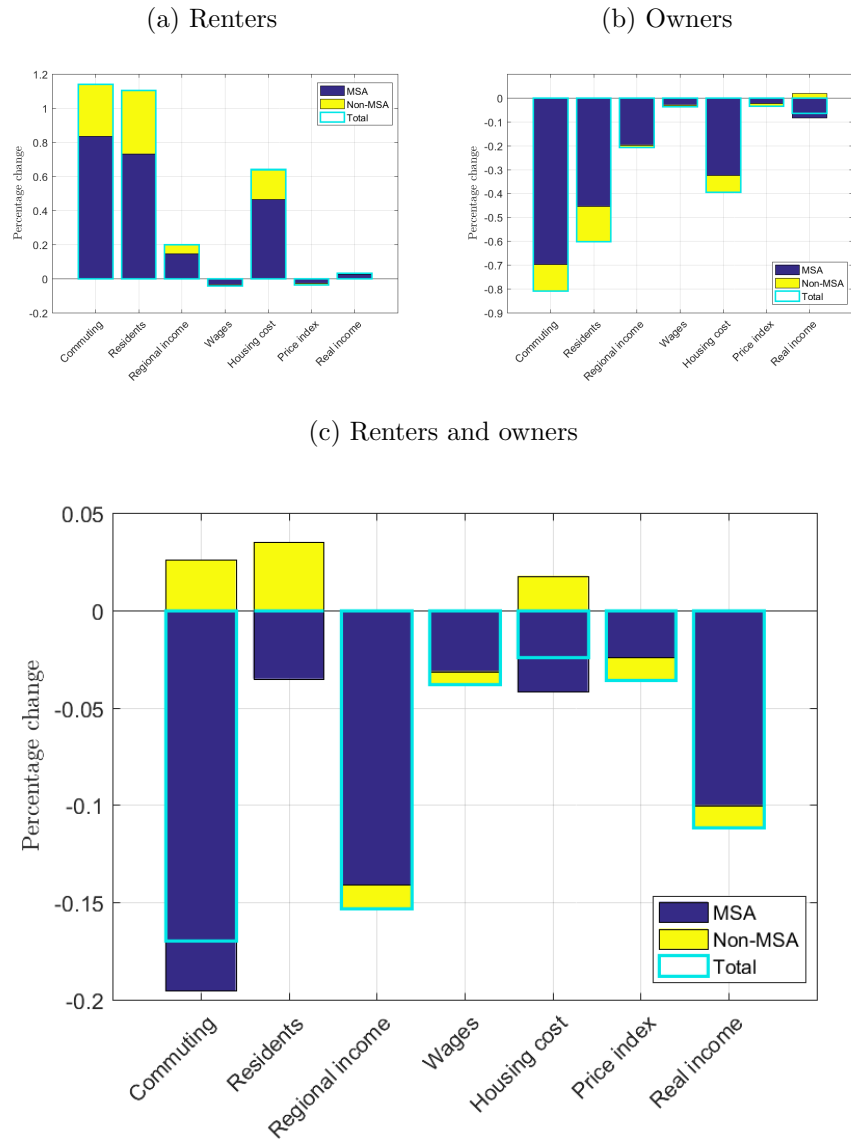 (a) Renters
Percentage change
1.2
1
0.8
0.6
0.4
0.2
0
-0.2
MSA
Non-MSA
Total
Commuting
Residents
Regional income
Wages
Housing cost
Price index
Real income
(b) Owners
Percentage change
0
-0.1
-0.2
-0.3
-0.4
-0.5
-0.6
-0.7
-0.8
-0.9
MSA
Non-MSA
Total
Commuting
Residents
Regional income
Wages
Housing cost
Price index
Real income
(c) Renters and owners
Percentage change
0.05
0
-0.05
-0.1
-0.15
-0.2
MSA
Non-MSA
Total
Commuting
Residents
Regional income
Wages
Housing cost
Price index
Real income